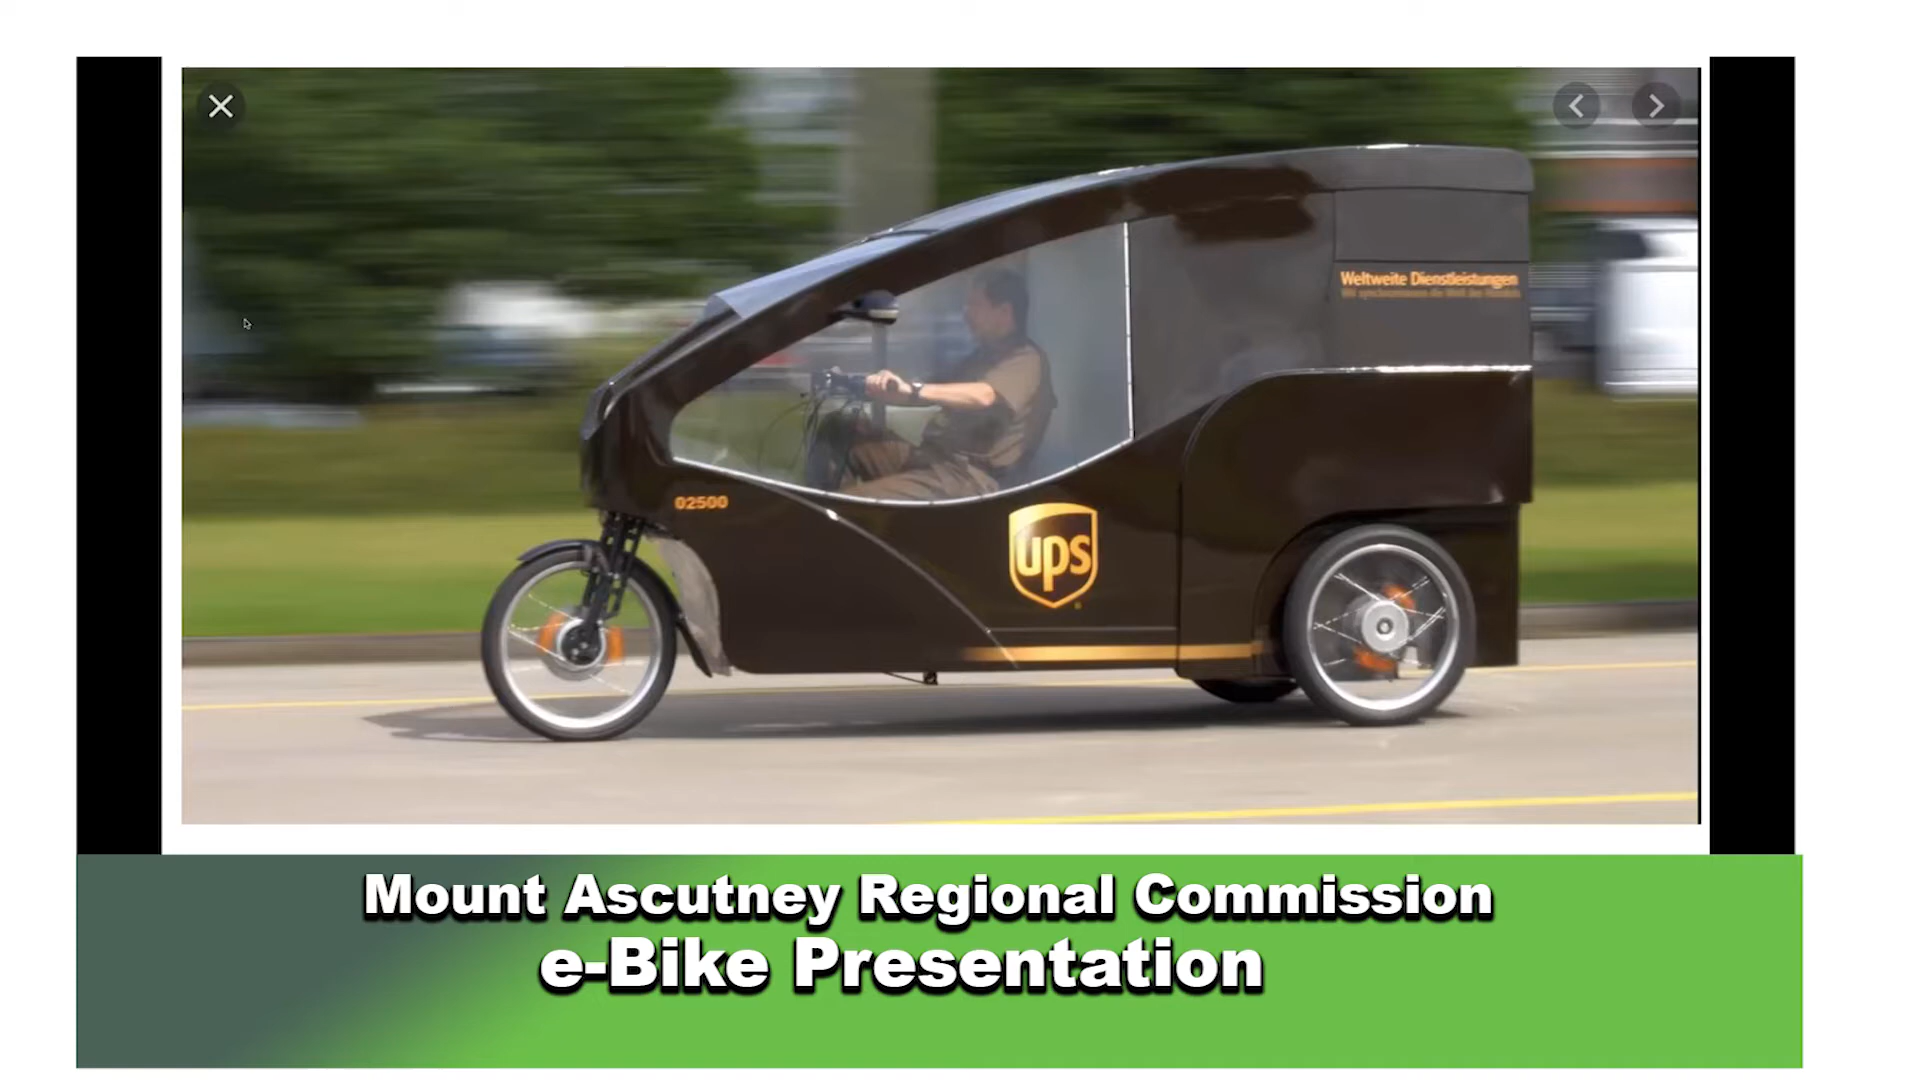 Weltweite Dienstleistungen
02500
ups
Mount Ascutney Regional Commission
e-Bike Presentation